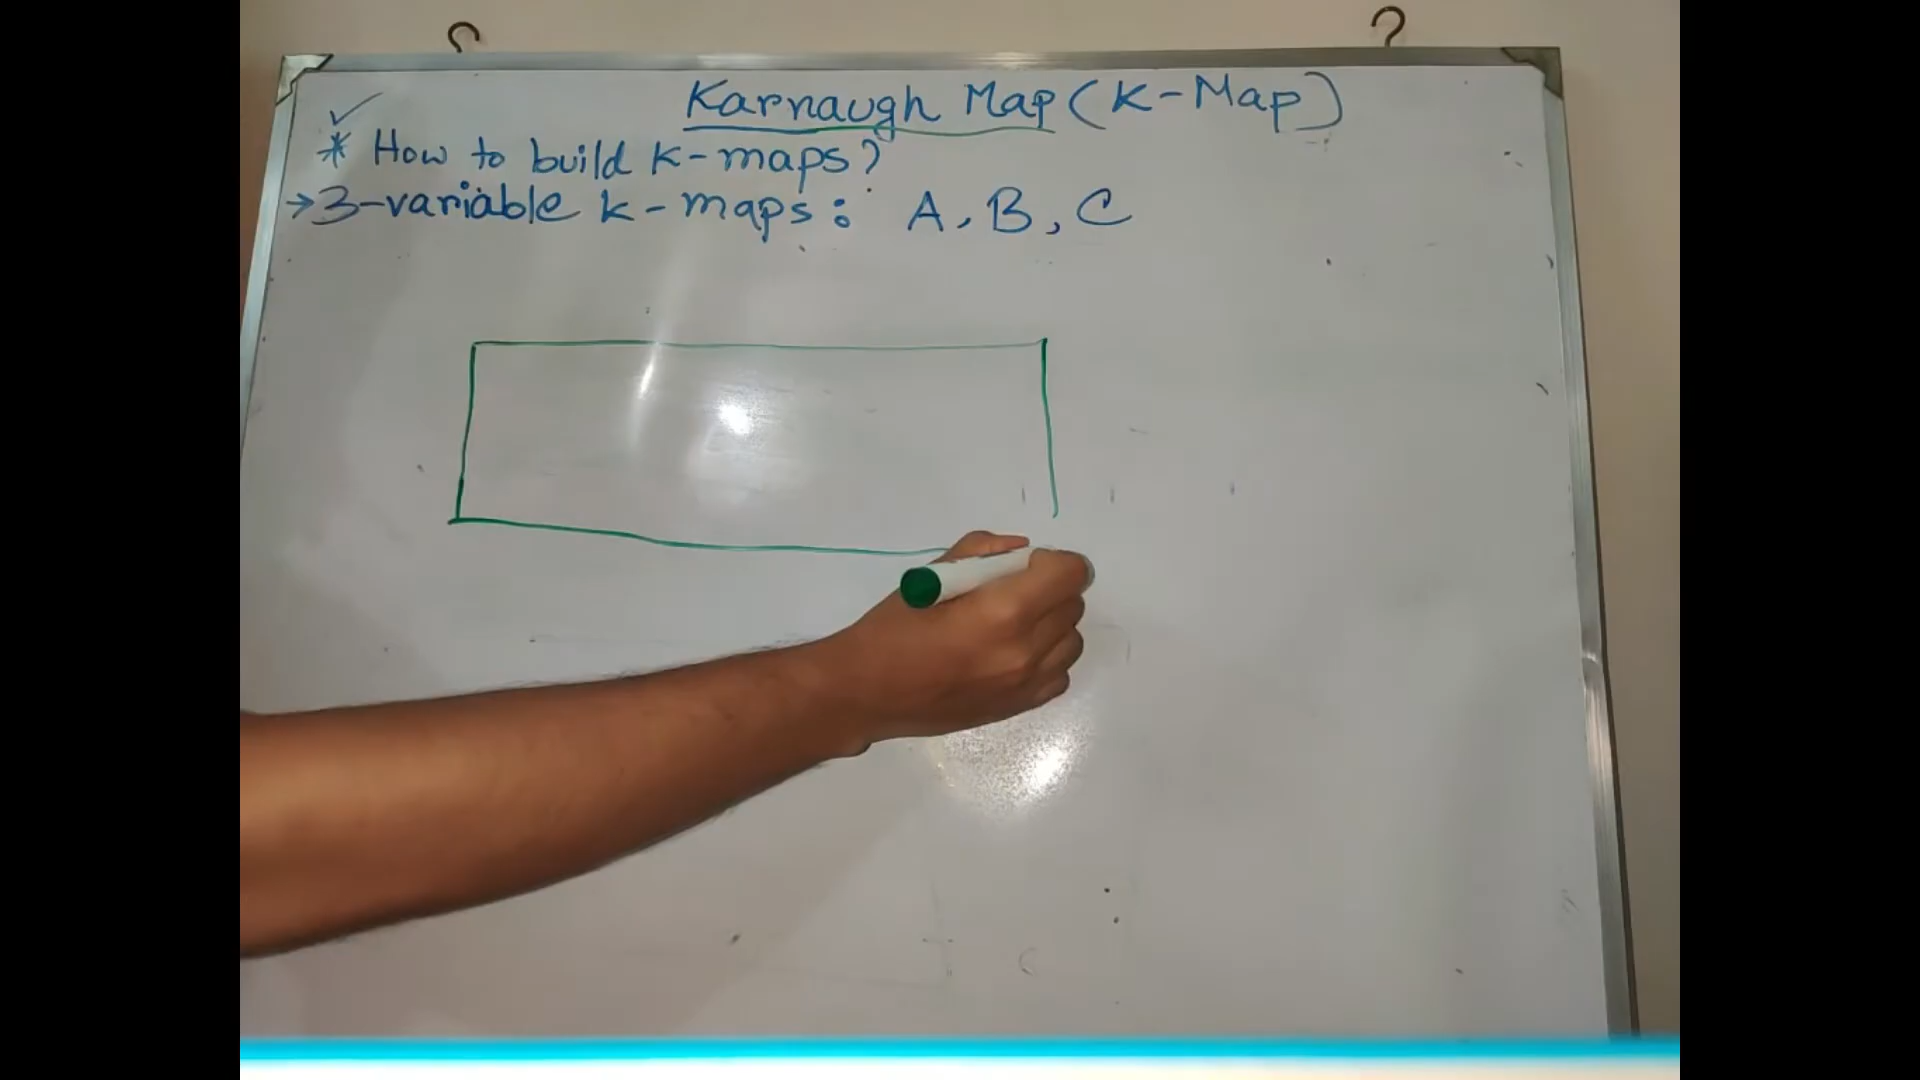 Karnaugh Map (K-Map)
* How to build K-maps?
→ 3-variable K-maps: A, B, C